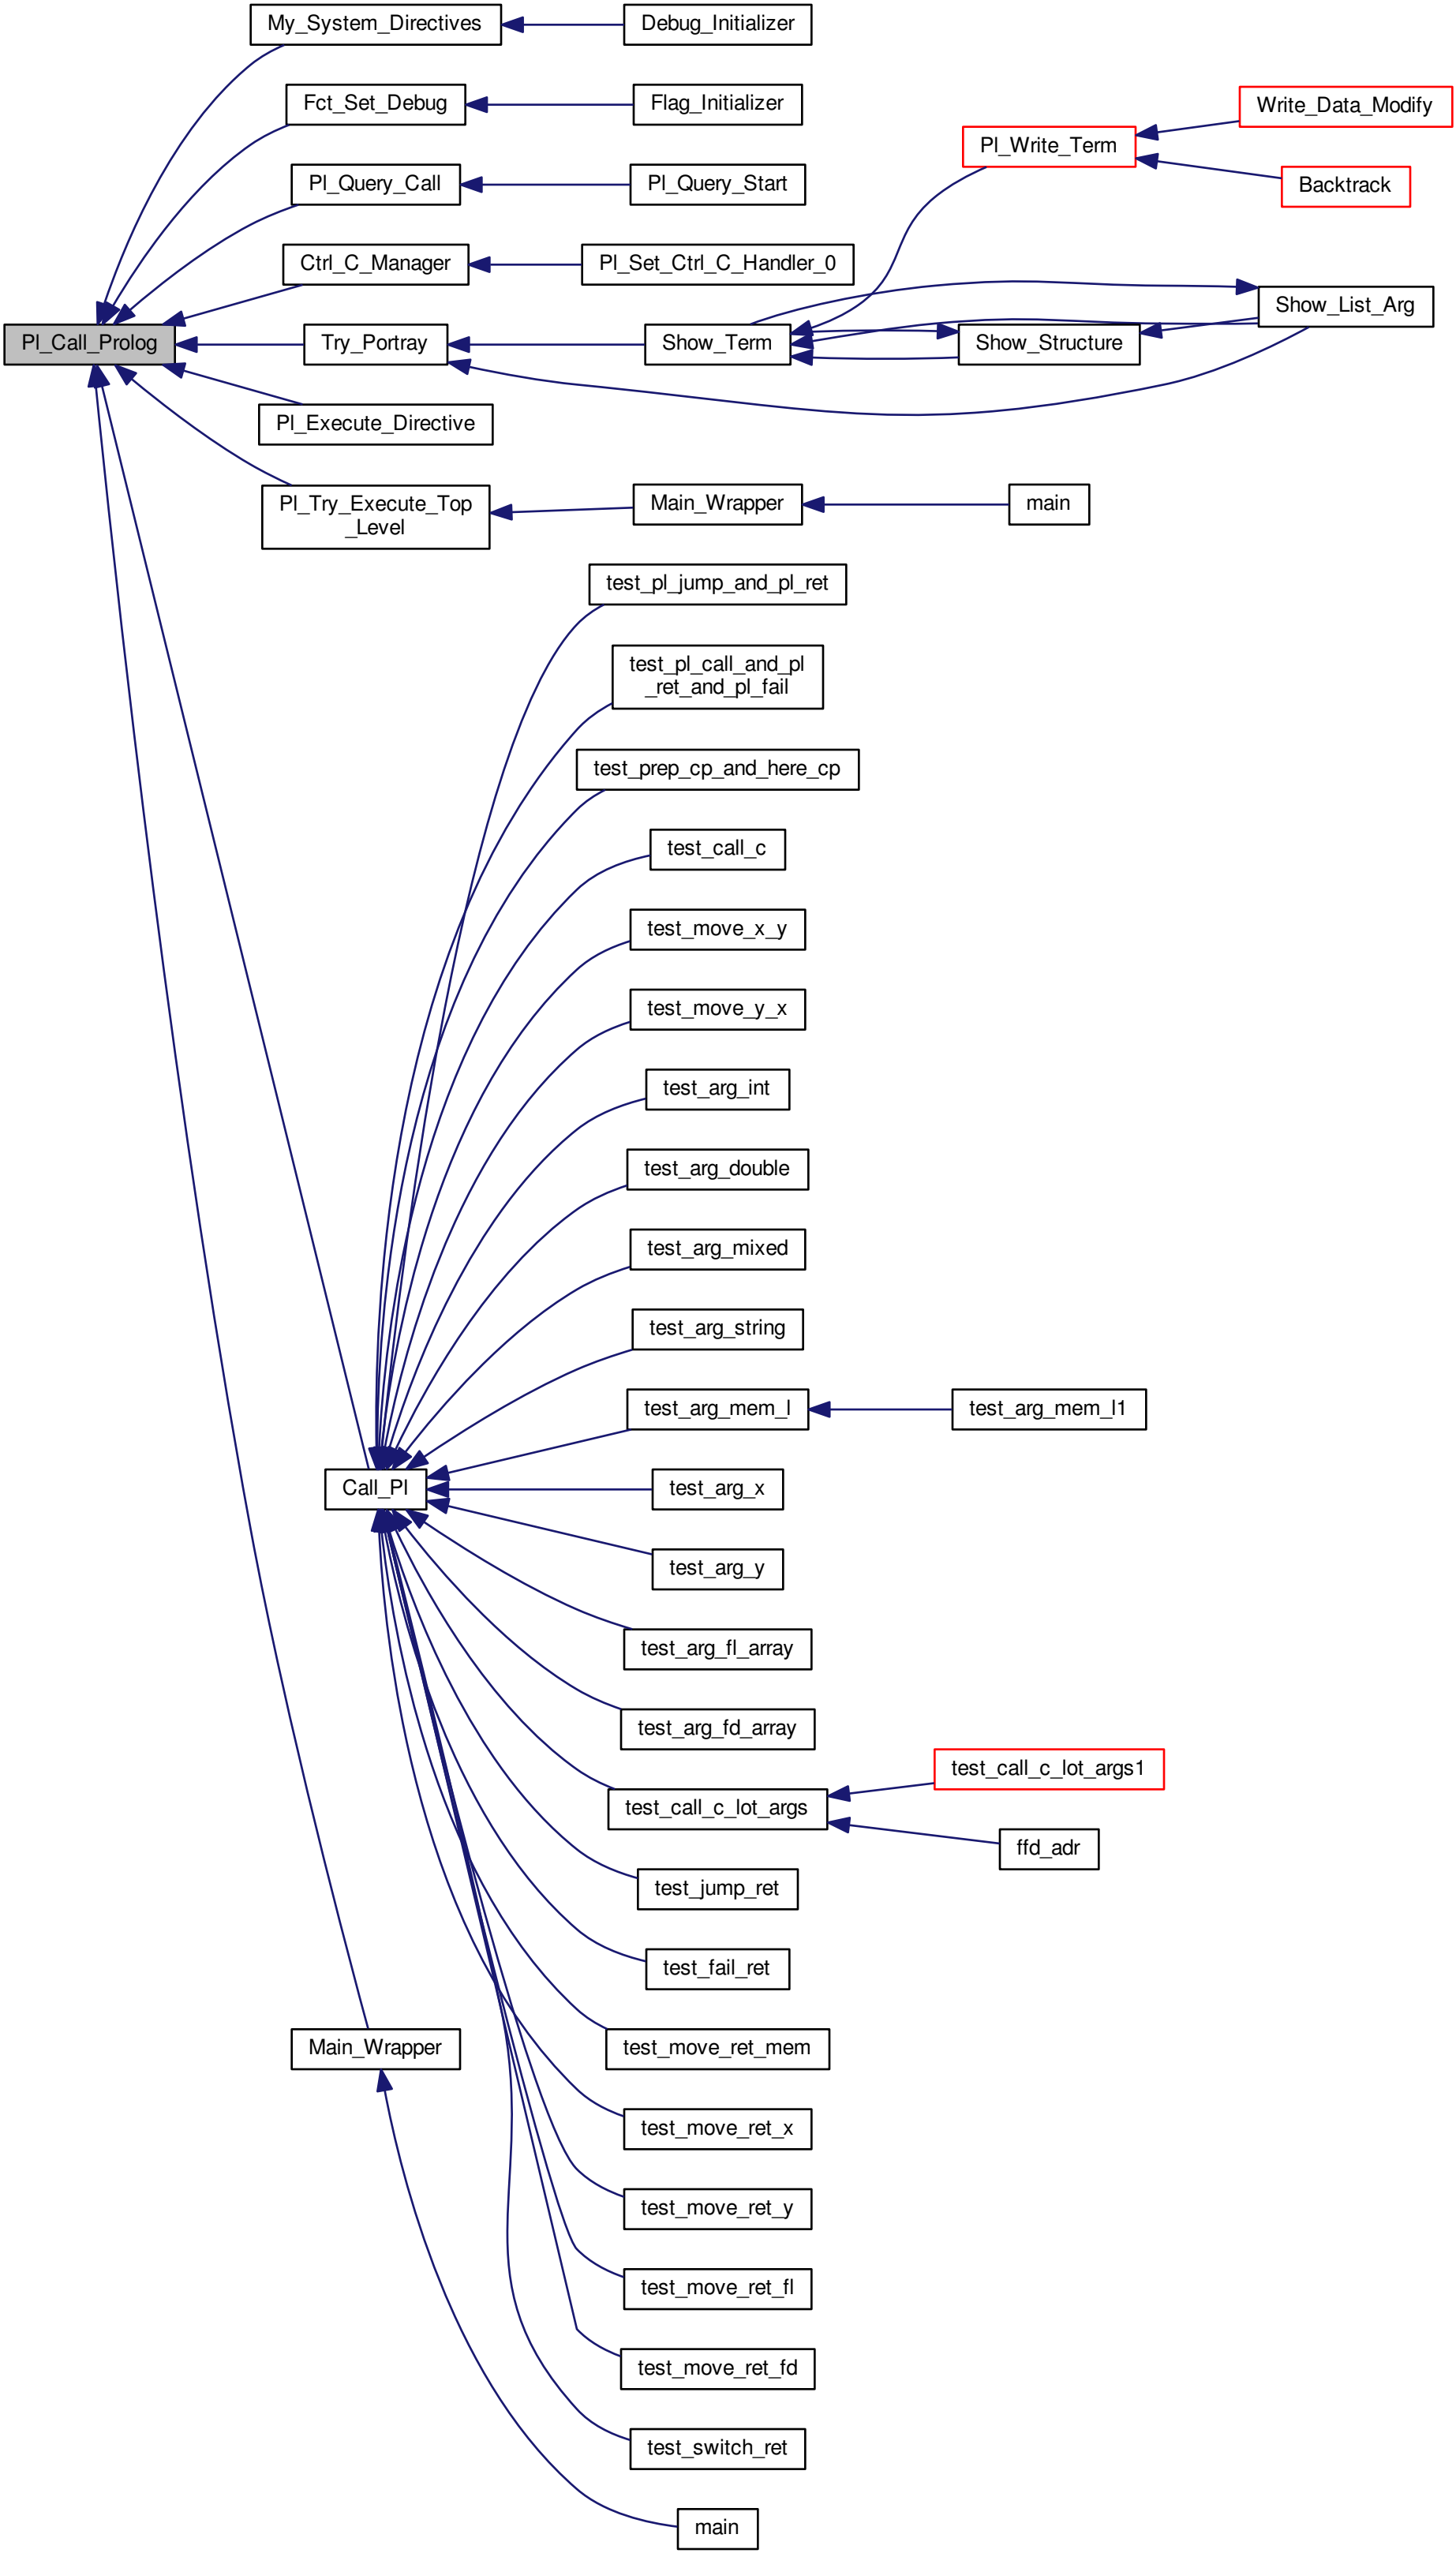 My_System_Directives
Debug_Initializer
Fct_Set_Debug
Flag_Initializer
Write_Data_Modify
Pl_Write_Term
Pl_Query_Call
Pl_Query_Start
Backtrack
Ctrl_C_Manager
Pl_Set_Ctrl_C_Handler_0
Show_List_Arg
Pl_Call_Prolog
Try_Portray
Show_Term
Show_Structure
Pl_Execute_Directive
Pl_Try_Execute_Top
_Level
Main_Wrapper
main
test_pl_jump_and_pl_ret
test_pl_call_and_pl
_ret_and_pl_fail
test_prep_cp_and_here_cp
test_call_c
test_move_x_y
test_move_y_x
test_arg_int
test_arg_double
test_arg_mixed
test_arg_string
test_arg_mem_l
test_arg_mem_l1
Call_Pl
test_arg_x
test_arg_y
test_arg_fl_array
test_arg_fd_array
test_call_c_lot_args1
test_call_c_lot_args
ffd_adr
test_jump_ret
test_fail_ret
Main_Wrapper
test_move_ret_mem
test_move_ret_x
test_move_ret_y
test_move_ret_fl
test_move_ret_fd
test_switch_ret
main